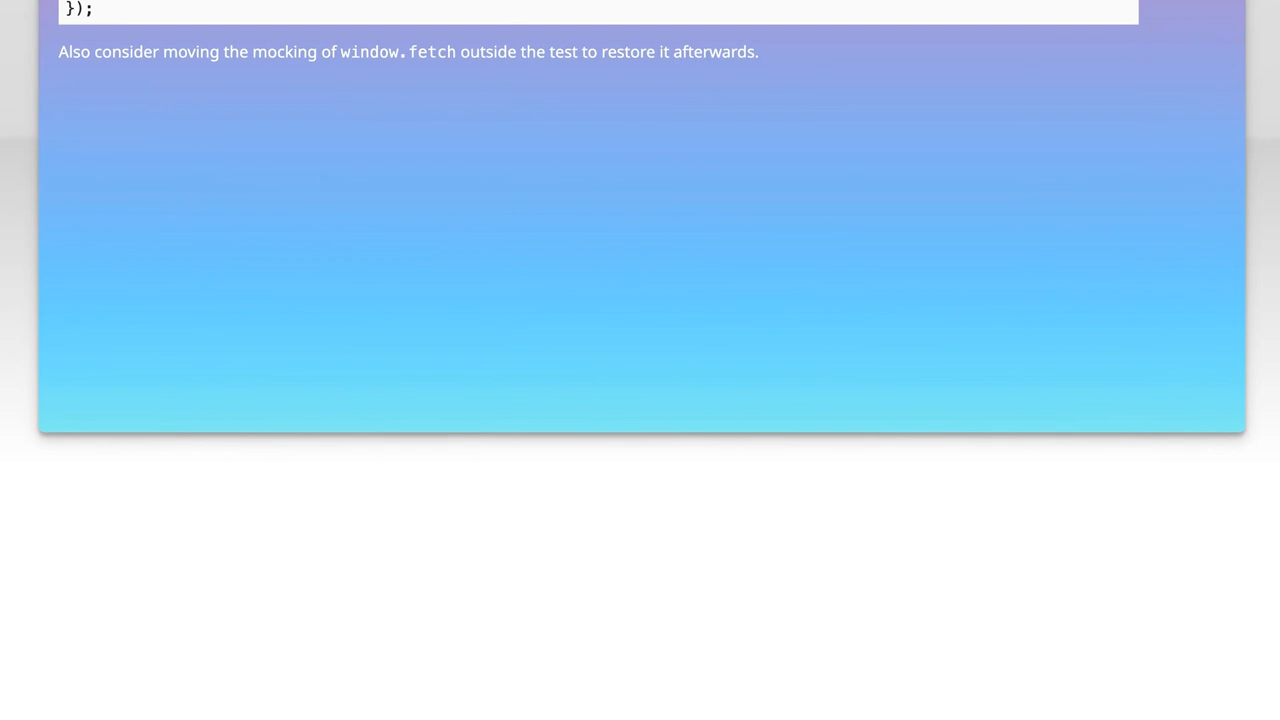 });
Also consider moving the mocking of window.fetch outside the test to restore it afterwards.